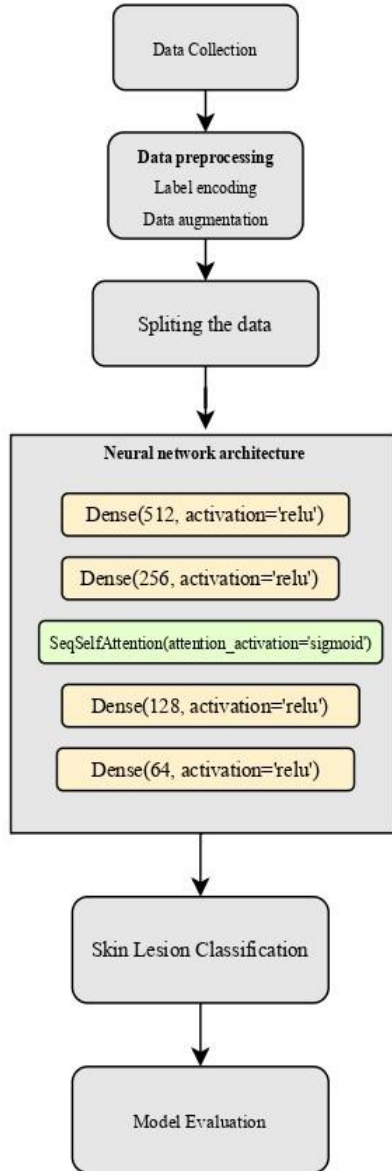 Data Collection
Data preprocessing
Label encoding
Data augmentation
Spliting the data
Neural network architecture
Dense(512, activation='relu')
Dense(256, activation='relu')
SeqSelfAttention(attention_activation='sigmoid')
Dense(128, activation='relu')
Dense(64, activation='relu')
Skin Lesion Classification
Model Evaluation